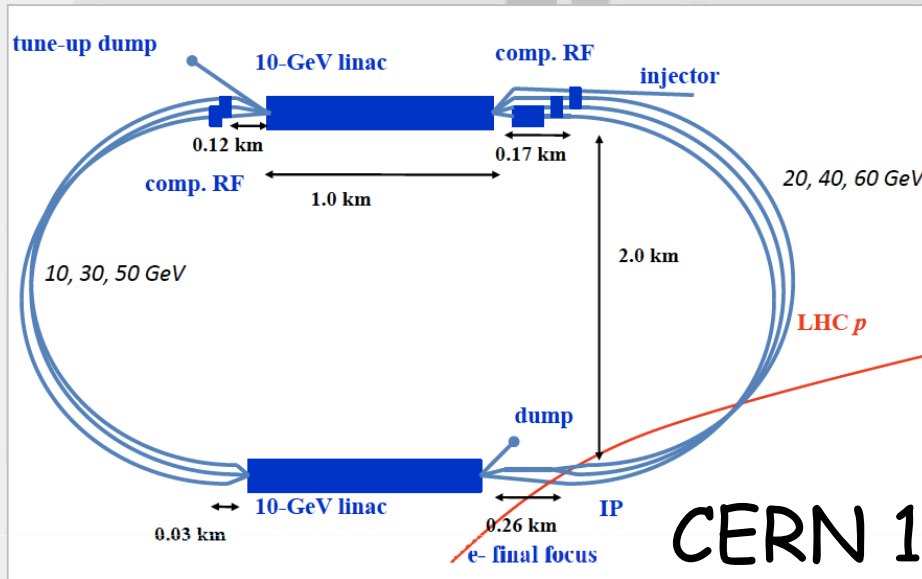 tune-up dump
10-GeV linac
comp. RF
injector
0.12 km
0.17 km
comp. RF
1.0 km
20, 40, 60 GeV
2.0 km
10, 30, 50 GeV
LHC p
dump
10-GeV linac
IP
0.03 km
0.26 km
e- final focus
CERN 1